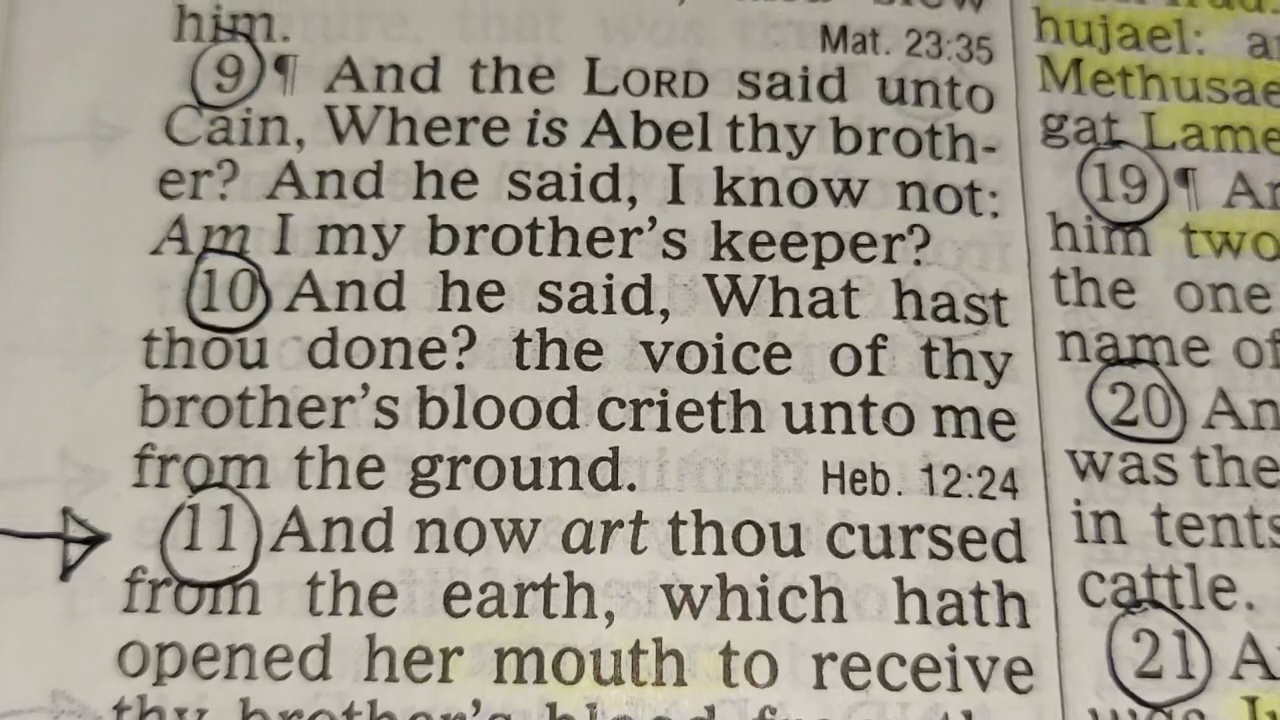 him.
Mat. 23:35
9 ¶ And the LORD said unto
Cain, Where is Abel thy broth-
er? And he said, I know not:
Am I my brother's keeper?
10 And he said, What hast
thou done? the voice of thy
brother's blood crieth unto me
from the ground. Heb. 12:24
11 And now art thou cursed
from the earth, which hath
opened her mouth to receive
thy brother's blood
hujael:
Methusae
gat Lame
19 ¶
him two
the one
name of
20 An
was the
in tents
cattle.
21